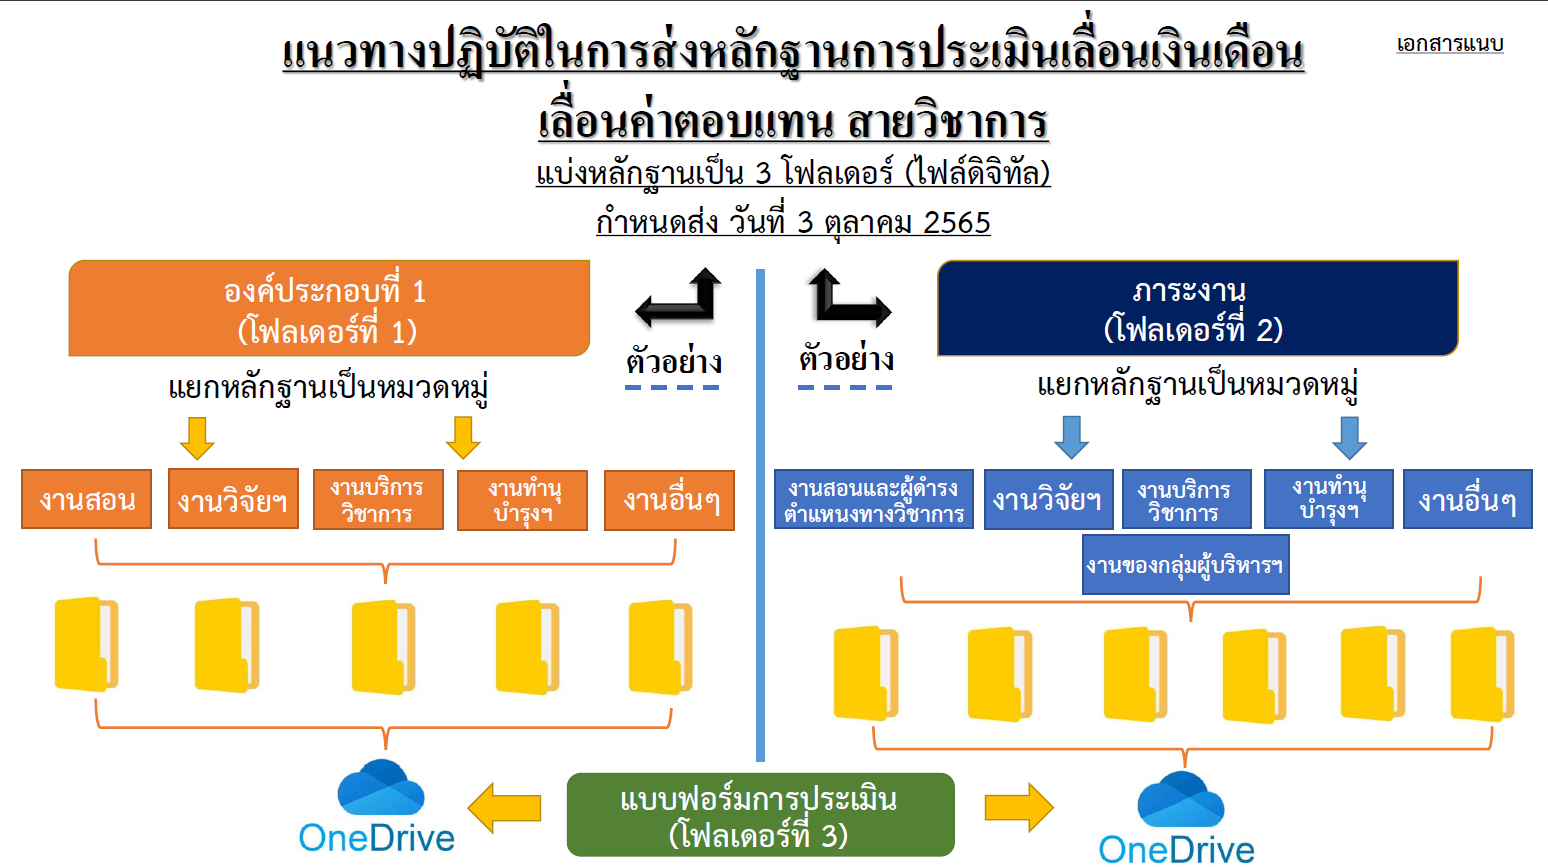 เอกสารแนบ
แนวทางปฏิบัติในการส่งหลักฐานการประเมินเลื่อนเงินเดือน
เลื่อนค่าตอบแทน สายวิชาการ
แบ่งหลักฐานเป็น 3 โฟลเดอร์ (ไฟล์ดิจิทัล)
กำหนดส่ง วันที่ 3 ตุลาคม 2565
องค์ประกอบที่ 1
(โฟลเดอร์ที่ 1)
แยกหลักฐานเป็นหมวดหมู่
ตัวอย่าง
งานสอน
งานวิจัยฯ
งานบริการ
วิชาการ
งานทำนุ
บำรุงฯ
งานอื่นๆ
OneDrive
ตัวอย่าง
ภาระงาน
(โฟลเดอร์ที่ 2)
แยกหลักฐานเป็นหมวดหมู่
งานสอนและผู้ดำรง
ตำแหน่งทางวิชาการ
งานวิจัยฯ
งานบริการ
วิชาการ
งานทำนุ
บำรุงฯ
งานอื่นๆ
งานของกลุ่มผู้บริหารฯ
OneDrive
แบบฟอร์มการประเมิน
(โฟลเดอร์ที่ 3)